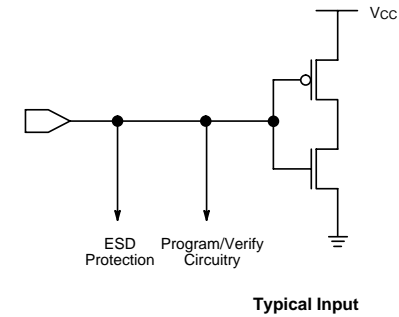 VCC
ESD
Protection
Program/Verify
Circuitry
Typical Input